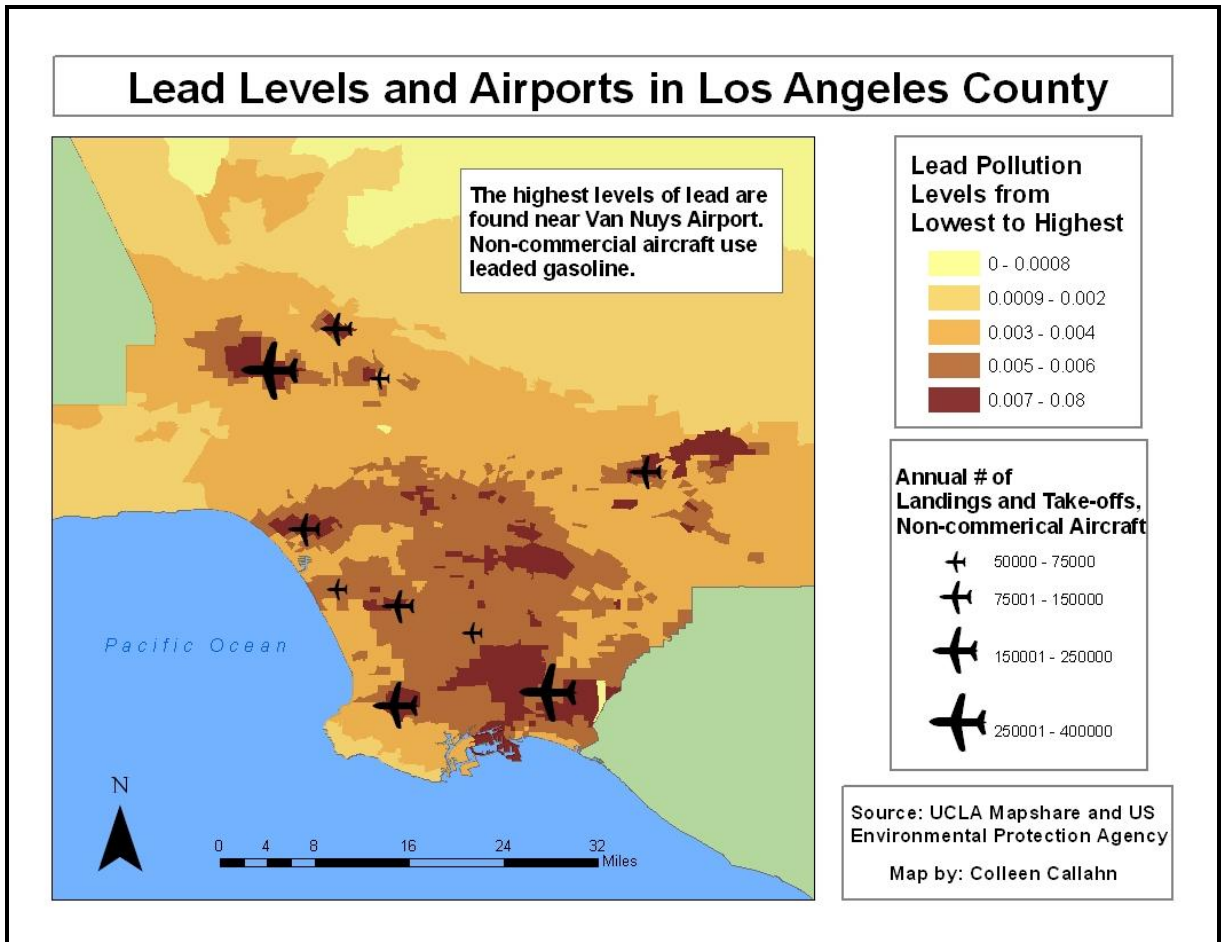 Lead Levels and Airports in Los Angeles County
The highest levels of lead are
found near Van Nuys Airport.
Non-commercial aircraft use
leaded gasoline.
Pacific Ocean
N
0 4 8 16 24 32
Miles
Lead Pollution
Levels from
Lowest to Highest
0 - 0.0008
0.0009 - 0.002
0.003 - 0.004
0.005 - 0.006
0.007 - 0.08
Annual # of
Landings and Take-offs,
Non-commerical Aircraft
50000 - 75000
75001 - 150000
150001 - 250000
250001 - 400000
Source: UCLA Mapshare and US
Environmental Protection Agency
Map by: Colleen Callahn